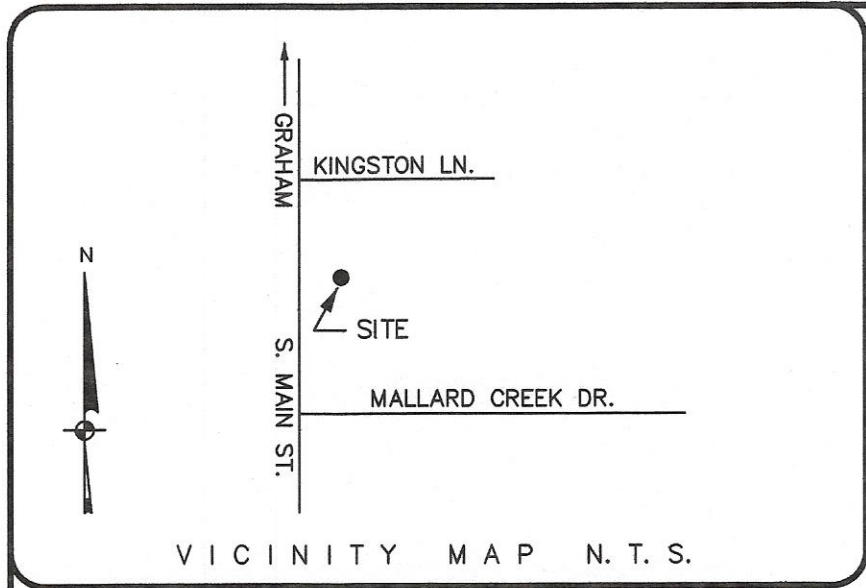 GRAHAM
KINGSTON LN.
N
SITE
S. MAIN ST.
MALLARD CREEK DR.
VICINITY MAP N.T.S.